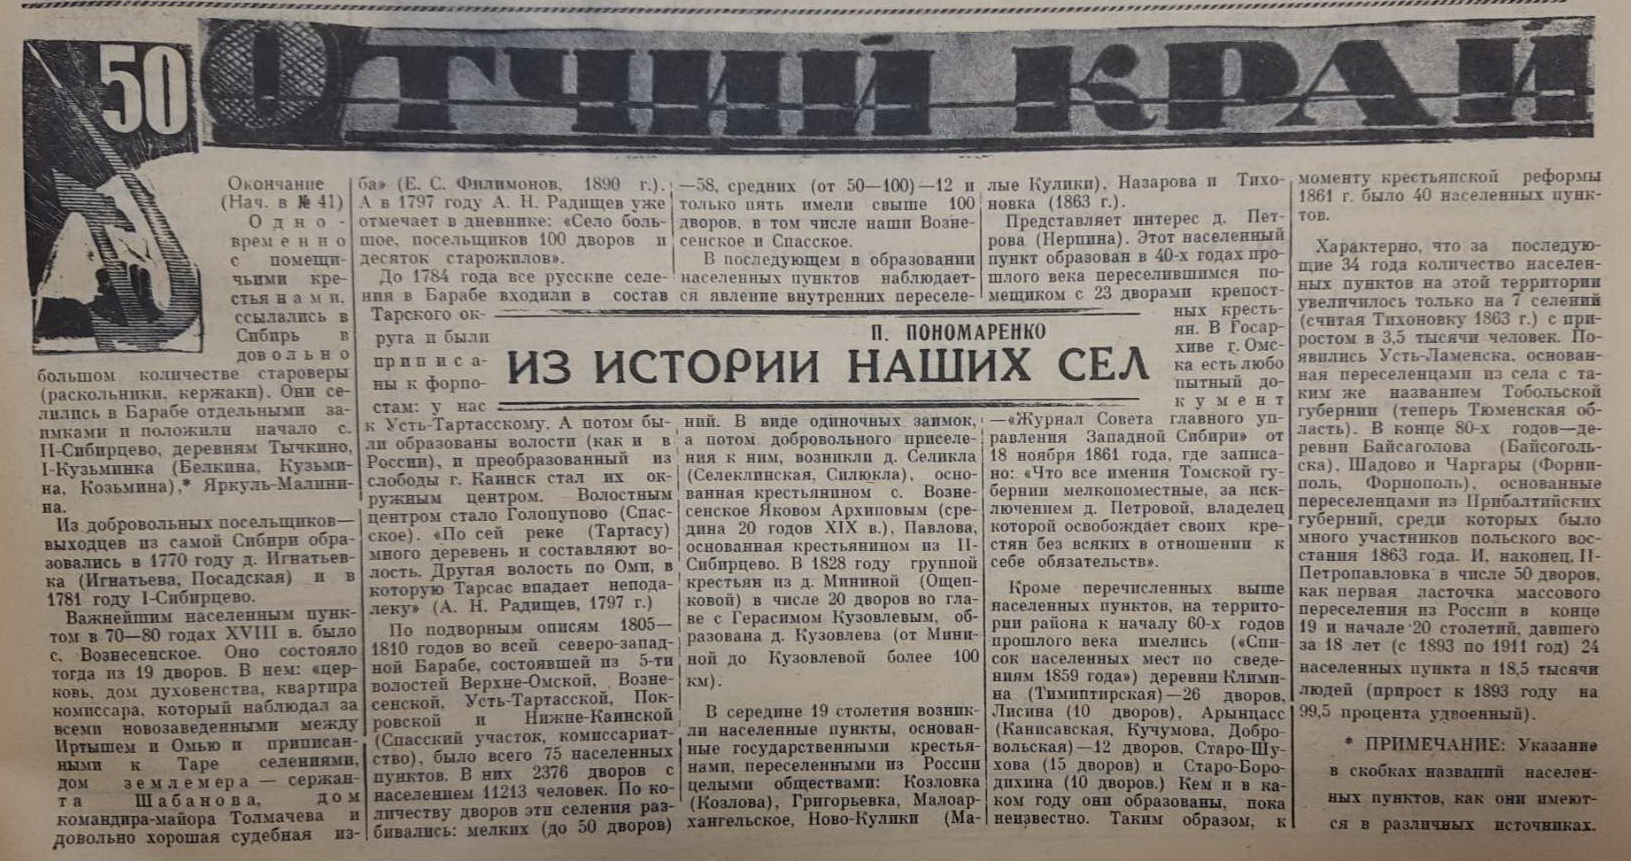 50
ОТЧИЙ КРАЙ
П. ПОНОМАРЕНКО
ИЗ ИСТОРИИ НАШИХ СЕЛ
Окончание
(Нач. в № 41)
Одно-
временно
с помещи-
чьими кре-
стьянами,
ссылались в
Сибирь в
довольно
большом количестве староверы
(раскольники, кержаки). Они се-
лились в Барабе отдельными за-
имками и положили начало с.
II-Сибирцево, деревням Тычкино,
I-Кузьминка (Белкина, Кузьми-
на, Козьмина),* Яркуль-Малини-
на.
Из добровольных посельщиков—
выходцев из самой Сибири обра-
зовались в 1770 году д. Игнатьев-
ка (Игнатьева, Посадская) и в
1781 году I-Сибирцево.
Важнейшим населенным пунк-
том в 70—80 годах XVIII в. было
с. Вознесенское. Оно состояло
тогда из 19 дворов. В нем: «цер-
ковь, дом духовенства, квартира
комиссара, который наблюдал за
всеми новозаведенными между
Иртышем и Омью и приписан-
ными к Таре селениями,
дом землемера — сержан-
та Шабанова, дом
командира-майора Толмачева и
довольно хорошая судебная из-
ба» (Е. С. Филимонов, 1890 г.).
А в 1797 году А. Н. Радищев уже
отмечает в дневнике: «Село боль-
шое, посельщиков 100 дворов и
десяток старожилов».
До 1784 года все русские селе-
ния в Барабе входили в состав
Тарского ок-
руга и были
приписа-
ны к форпо-
стам: у нас
к Усть-Тартасскому. А потом бы-
ли образованы волости (как и в
России), и преобразованный из
слободы г. Каинск стал их ок-
ружным центром. Волостным
центром стало Голопупово (Спас-
ское). «По сей реке (Тартасу)
много деревень и составляют во-
лость. Другая волость по Оми, в
которую Тарсас впадает непода-
леку» (А. Н. Радищев, 1797 г.)
По подворным описям 1805—
1810 годов во всей северо-запад-
ной Барабе, состоявшей из 5-ти
волостей Верхне-Омской, Возне-
сенской, Усть-Тартасской, Пок-
ровской и Нижне-Каинской
(Спасский участок, комиссариат-
ство), было всего 75 населенных
пунктов. В них 2376 дворов с
населением 11213 человек. По ко-
личеству дворов эти селения раз-
бивались: мелких (до 50 дворов)
—58, средних (от 50—100)—12 и
только пять имели свыше 100
дворов, в том числе наши Возне-
сенское и Спасское.
В последующем в образовании
населенных пунктов наблюдает-
ся явление внутренних переселе-
ний. В виде одиночных заимок,
а потом добровольного приселе-
ния к ним, возникли д. Селикла
(Селеклинская, Силюкла), осно-
ванная крестьянином с. Возне-
сенское Яковом Архиповым (сре-
дина 20 годов XIX в.), Павлова,
основанная крестьянином из II-
Сибирцево. В 1828 году группой
крестьян из д. Мининой (Ощеп-
ковой) в числе 20 дворов во гла-
ве с Герасимом Кузовлевым, об-
разована д. Кузовлева (от Мини-
ной до Кузовлевой более 100
км).
В середине 19 столетия возник-
ли населенные пункты, основан-
ные государственными крестья-
нами, переселенными из России
целыми обществами: Козловка
(Козлова), Григорьевка, Малоар-
хангельское, Ново-Кулики (Ма-
лые Кулики), Назарова и Тихо-
новка (1863 г.).
Представляет интерес д. Пет-
рова (Нерпина). Этот населенный
пункт образован в 40-х годах про-
шлого века переселившимся по-
мещиком с 23 дворами крепост-
ных кресть-
ян. В Госар-
хиве г. Омс-
ка есть любо
пытный до-
кумент
—«Журнал Совета главного уп-
равления Западной Сибири» от
18 ноября 1861 года, где записа-
но: «Что все имения Томской гу-
бернии мелкопоместные, за иск-
лючением д. Петровой, владелец
которой освобождает своих кре-
стян без всяких в отношении к
себе обязательств».
Кроме перечисленных выше
населенных пунктов, на террито-
рии района к началу 60-х годов
прошлого века имелись («Спи-
сок населенных мест по сведе-
ниям 1859 года») деревни Клими-
на (Тимиптирская)—26 дворов,
Лисина (10 дворов), Арынцасс
(Канисавская, Кучумова, Добро-
вольская)—12 дворов, Старо-Шу-
хова (15 дворов) и Старо-Боро-
дихина (10 дворов.) Кем и в ка-
ком году они образованы, пока
неизвестно. Таким образом, к
моменту крестьянской реформы
1861 г. было 40 населенных пунк-
тов.
Характерно, что за последую-
щие 34 года количество населен-
ных пунктов на этой территории
увеличилось только на 7 селений
(считая Тихоновку 1863 г.) с при-
ростом в 3,5 тысячи человек. По-
явились Усть-Ламенска, основан-
ная переселенцами из села с та-
ким же названием Тобольской
губернии (теперь Тюменская об-
ласть). В конце 80-х годов—де-
ревни Байсаголова (Байсоголь-
ска), Шадово и Чаргары (Форни-
поль, Форнополь), основанные
переселенцами из Прибалтийских
губерний, среди которых было
много участников польского вос-
стания 1863 года. И, наконец, II-
Петропавловка в числе 50 дворов,
как первая ласточка массового
переселения из России в конце
19 и начале 20 столетий, давшего
за 18 лет (с 1893 по 1911 год) 24
населенных пункта и 18,5 тысячи
людей (прирост к 1893 году на
99,5 процента удвоенный).
* ПРИМЕЧАНИЕ: Указание
в скобках названий населен-
ных пунктов, как они имеют-
ся в различных источниках.